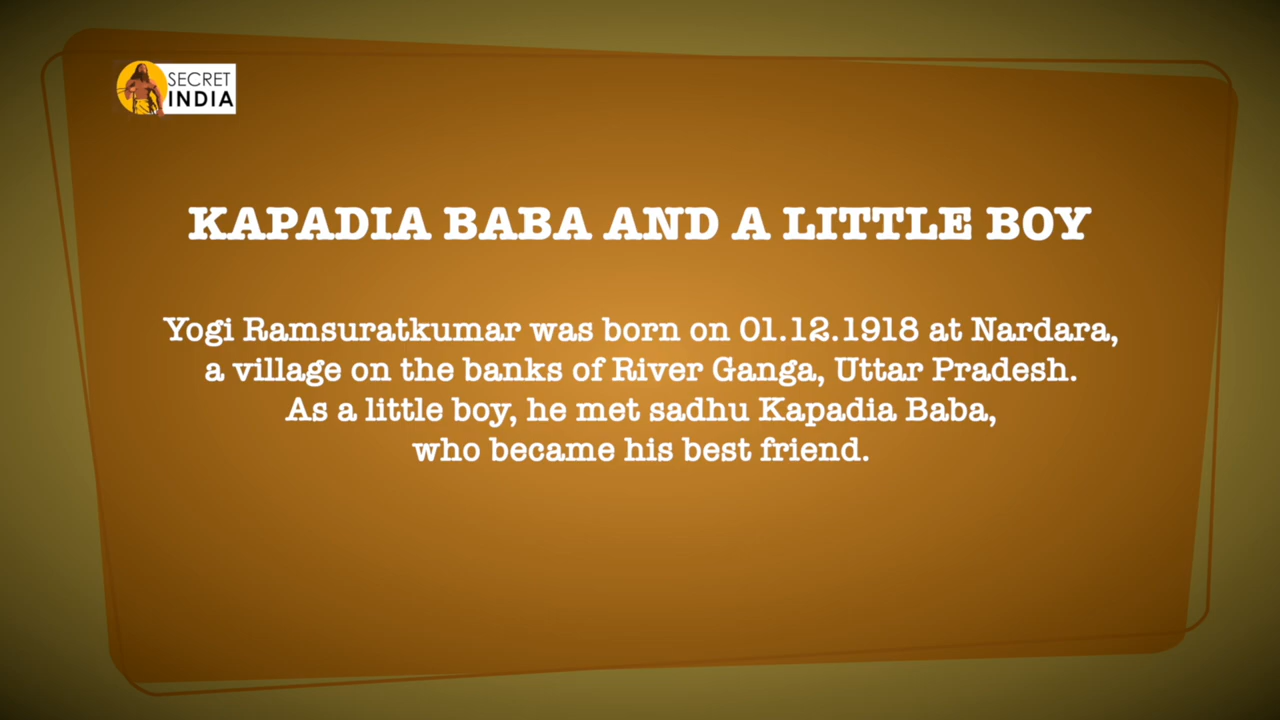 SECRET
INDIA
KAPADIA BABA AND A LITTLE BOY
Yogi Ramsuratkumar was born on 01.12.1918 at Nardara,
a village on the banks of River Ganga, Uttar Pradesh.
As a little boy, he met sadhu Kapadia Baba,
who became his best friend.